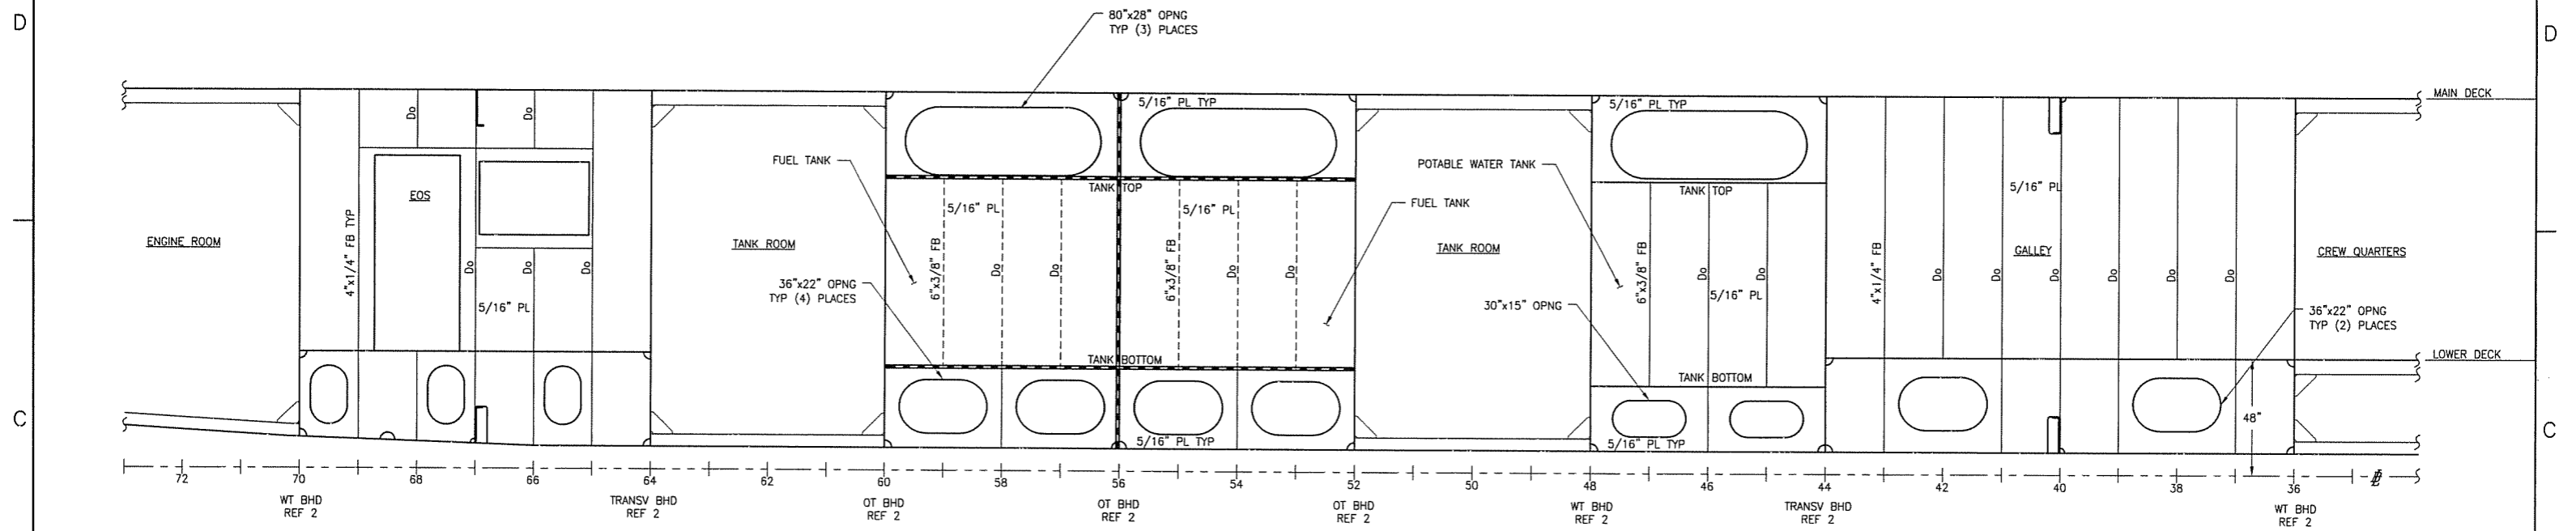 D
D
80"x28" OPNG
TYP (3) PLACES
MAIN DECK
5/16" PL TYP
5/16" PL TYP
Do
Do
FUEL TANK
POTABLE WATER TANK
EOS
TANK TOP
TANK TOP
5/16" PL
5/16" PL
5/16" PL
FUEL TANK
ENGINE ROOM
4"x1/4" FB TYP
Do
Do
Do
5/16" PL
TANK ROOM
36"x22" OPNG
TYP (4) PLACES
6"x3/8" FB
Do
Do
6"x3/8" FB
Do
Do
TANK ROOM
30"x15" OPNG
6"x3/8" FB
Do
Do
5/16" PL
4"x1/4" FB
Do
Do
GALLEY
Do
Do
Do
Do
CREW QUARTERS
36"x22" OPNG
TYP (2) PLACES
TANK BOTTOM
TANK BOTTOM
LOWER DECK
C
C
48"
5/16" PL TYP
5/16" PL TYP
72
70
68
66
64
62
60
58
56
54
52
50
48
46
44
42
40
38
36
WT BHD
REF 2
TRANSV BHD
REF 2
OT BHD
REF 2
OT BHD
REF 2
OT BHD
REF 2
WT BHD
REF 2
TRANSV BHD
REF 2
WT BHD
REF 2